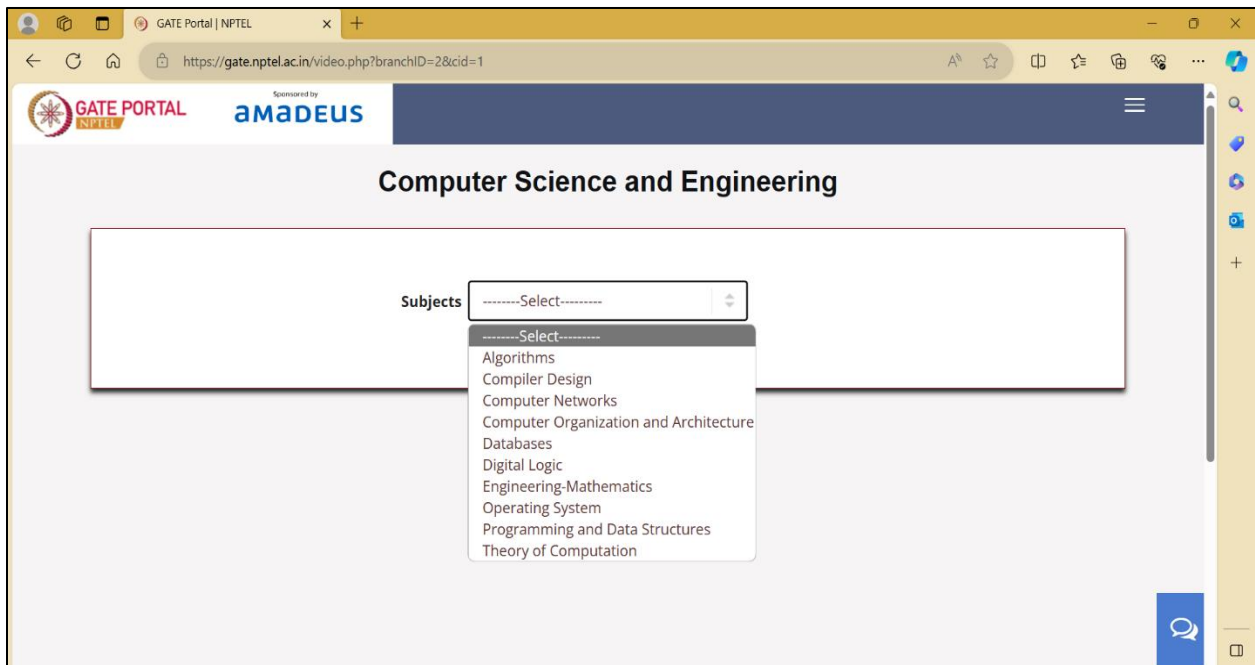 GATE Portal | NPTEL
https://gate.nptel.ac.in/video.php?branchID=2&cid=1
GATE PORTAL
NPTEL
Sponsored by
amadeus
Computer Science and Engineering
Subjects --------Select---------
--------Select---------
Algorithms
Compiler Design
Computer Networks
Computer Organization and Architecture
Databases
Digital Logic
Engineering-Mathematics
Operating System
Programming and Data Structures
Theory of Computation